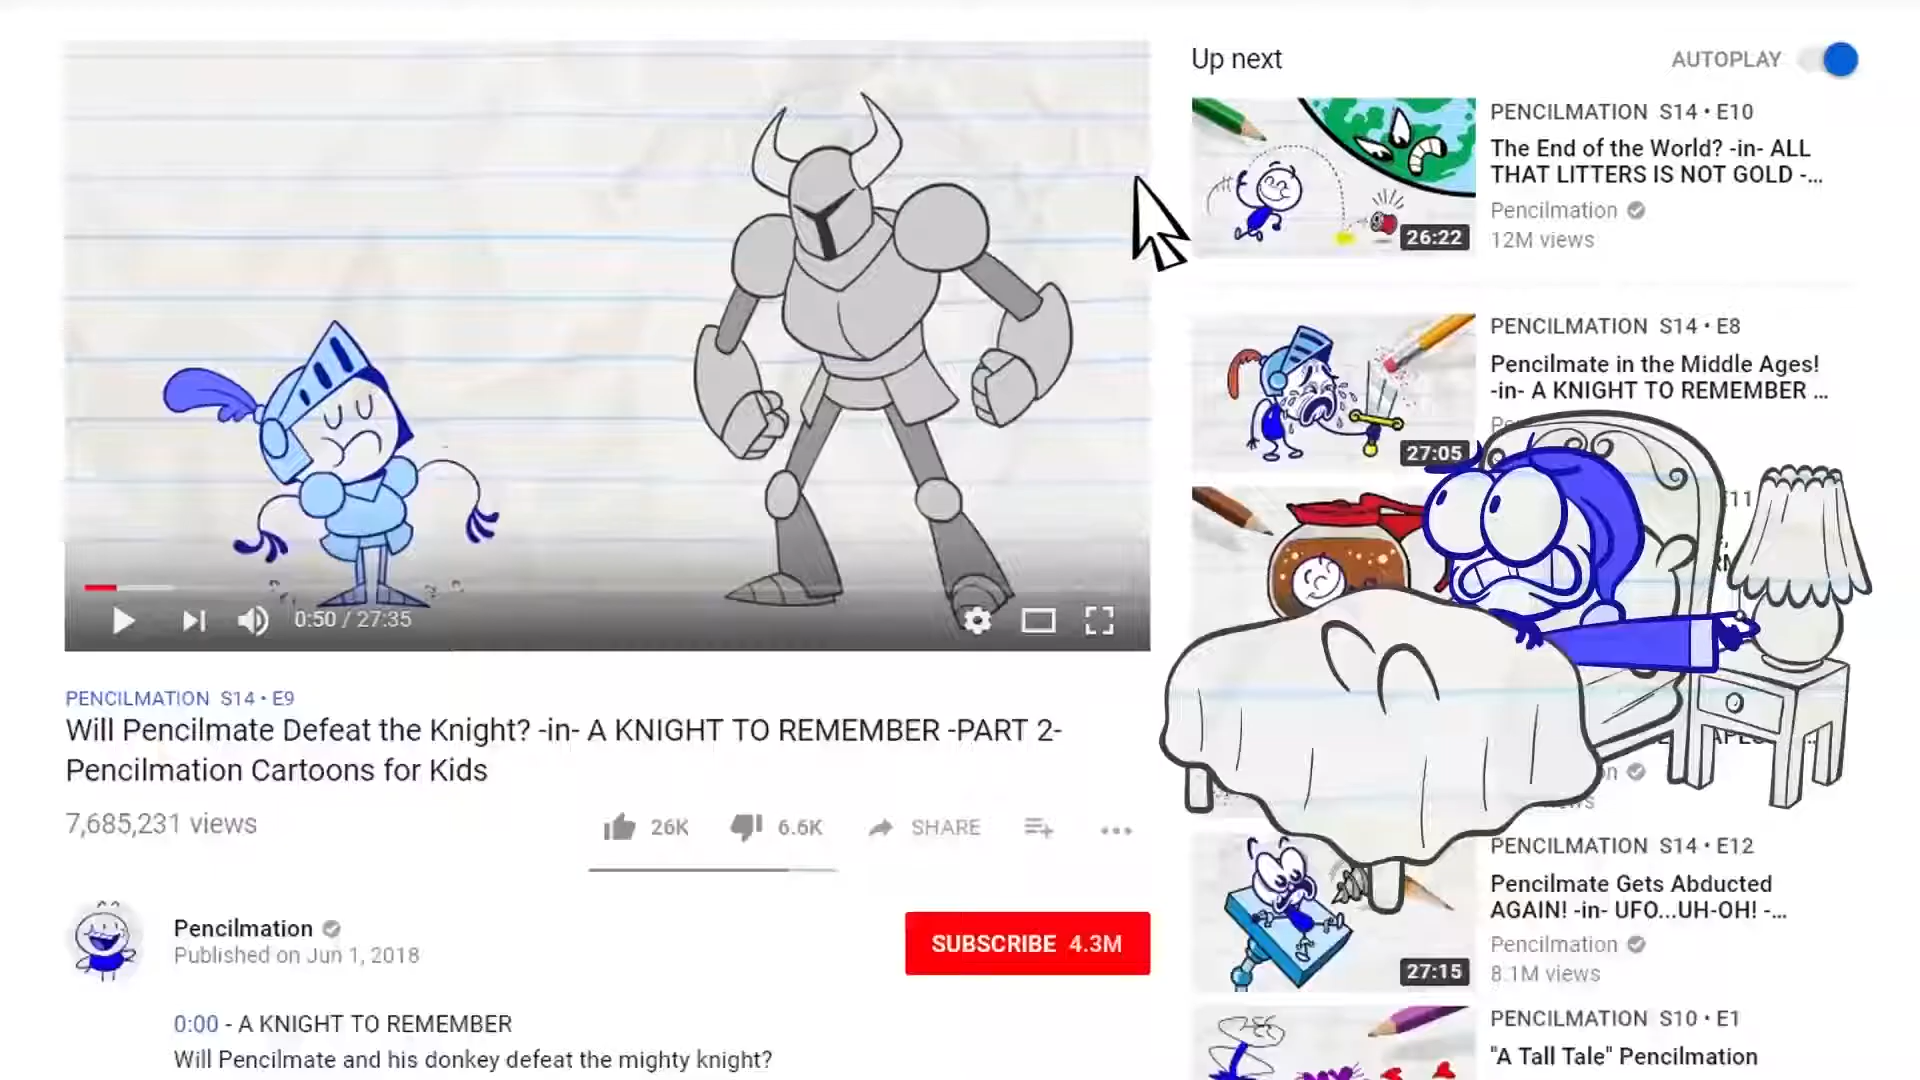 Up next
AUTOPLAY
PENCILMATION S14 • E10
The End of the World? -in- ALL
THAT LITTERS IS NOT GOLD -...
Pencilmation
12M views
26:22
PENCILMATION S14 • E8
Pencilmate in the Middle Ages!
-in- A KNIGHT TO REMEMBER ...
27:05
0:50 / 27:35
PENCILMATION S14 • E9
Will Pencilmate Defeat the Knight? -in- A KNIGHT TO REMEMBER -PART 2-
Pencilmation Cartoons for Kids
7,685,231 views
26K
6.6K
SHARE
Pencilmation
Published on Jun 1, 2018
SUBSCRIBE 4.3M
0:00 - A KNIGHT TO REMEMBER
Will Pencilmate and his donkey defeat the mighty knight?
PENCILMATION S14 • E12
Pencilmate Gets Abducted
AGAIN! -in- UFO...UH-OH! -...
Pencilmation
8.1M views
27:15
PENCILMATION S10 • E1
"A Tall Tale" Pencilmation